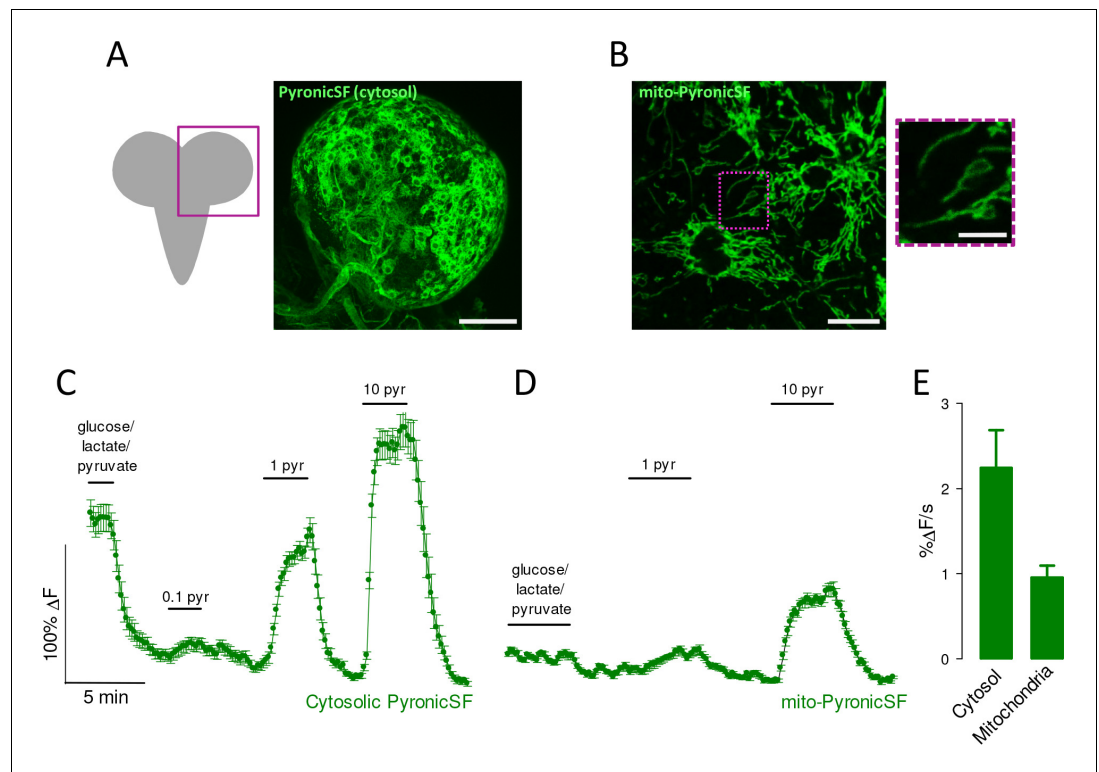 A
B
PyronicSF (cytosol)
mito-PyronicSF
C
D
E
glucose/
lactate/
pyruvate
0.1 pyr
1 pyr
10 pyr
100% ΔF
5 min
Cytosolic PyronicSF
glucose/
lactate/
pyruvate
1 pyr
10 pyr
mito-PyronicSF
%ΔF/s
3
2
1
0
Cytosol
Mitochondria